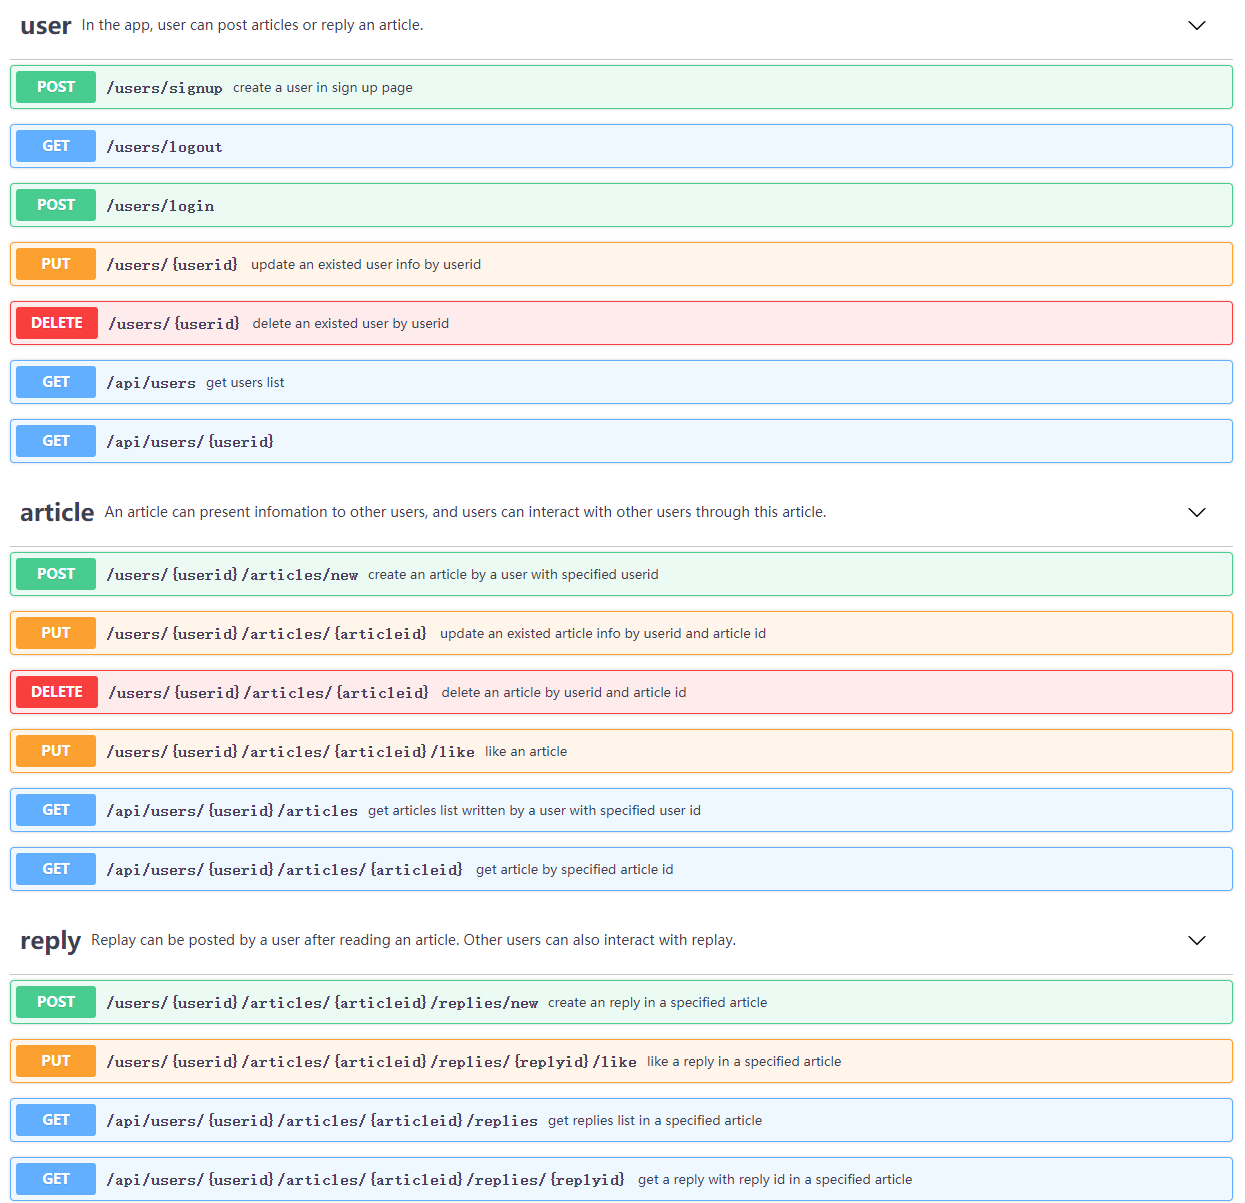 user In the app, user can post articles or reply an article.
POST /users/signup create a user in sign up page
GET /users/logout
POST /users/login
PUT /users/{userid} update an existed user info by userid
DELETE /users/{userid} delete an existed user by userid
GET /api/users get users list
GET /api/users/{userid}
article An article can present infomation to other users, and users can interact with other users through this article.
POST /users/{userid}/articles/new create an article by a user with specified userid
PUT /users/{userid}/articles/{articleid} update an existed article info by userid and article id
DELETE /users/{userid}/articles/{articleid} delete an article by userid and article id
PUT /users/{userid}/articles/{articleid}/like like an article
GET /api/users/{userid}/articles get articles list written by a user with specified user id
GET /api/users/{userid}/articles/{articleid} get article by specified article id
reply Replay can be posted by a user after reading an article. Other users can also interact with replay.
POST /users/{userid}/articles/{articleid}/replies/new create an reply in a specified article
PUT /users/{userid}/articles/{articleid}/replies/{replyid}/like like a reply in a specified article
GET /api/users/{userid}/articles/{articleid}/replies get replies list in a specified article
GET /api/users/{userid}/articles/{articleid}/replies/{replyid} get a reply with reply id in a specified article